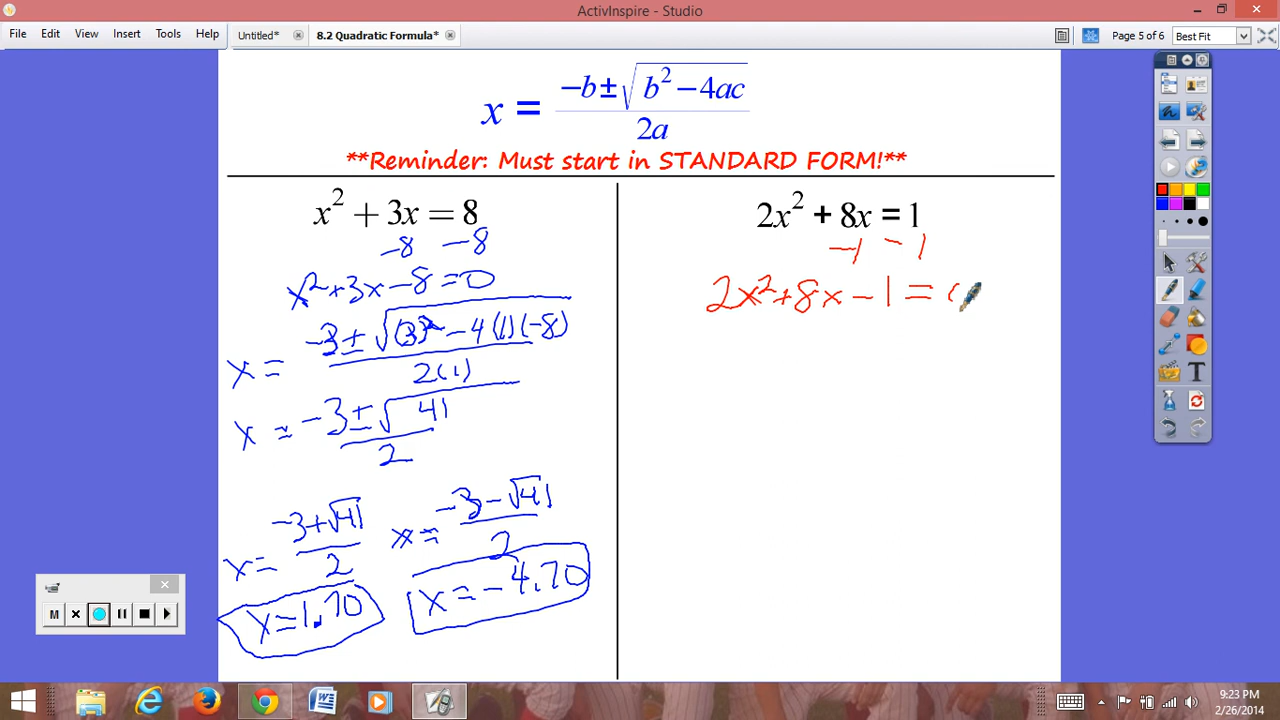 ActivInspire - Studio
File Edit View Insert Tools Help
Untitled* 8.2 Quadratic Formula*
Page 5 of 6
Best Fit
x = −b±√b²−4ac / 2a
**Reminder: Must start in STANDARD FORM!**
x² + 3x = 8
−8 −8
x²+3x−8=0
x = −3±√(3)²−4(1)(−8) / 2(1)
x = −3±√41 / 2
x = −3+√41 / 2
x = −3−√41 / 2
x=1.70
x=−4.70
2x² + 8x = 1
−1 −1
2x²+8x−1=
M
T
9:23 PM
2/26/2014